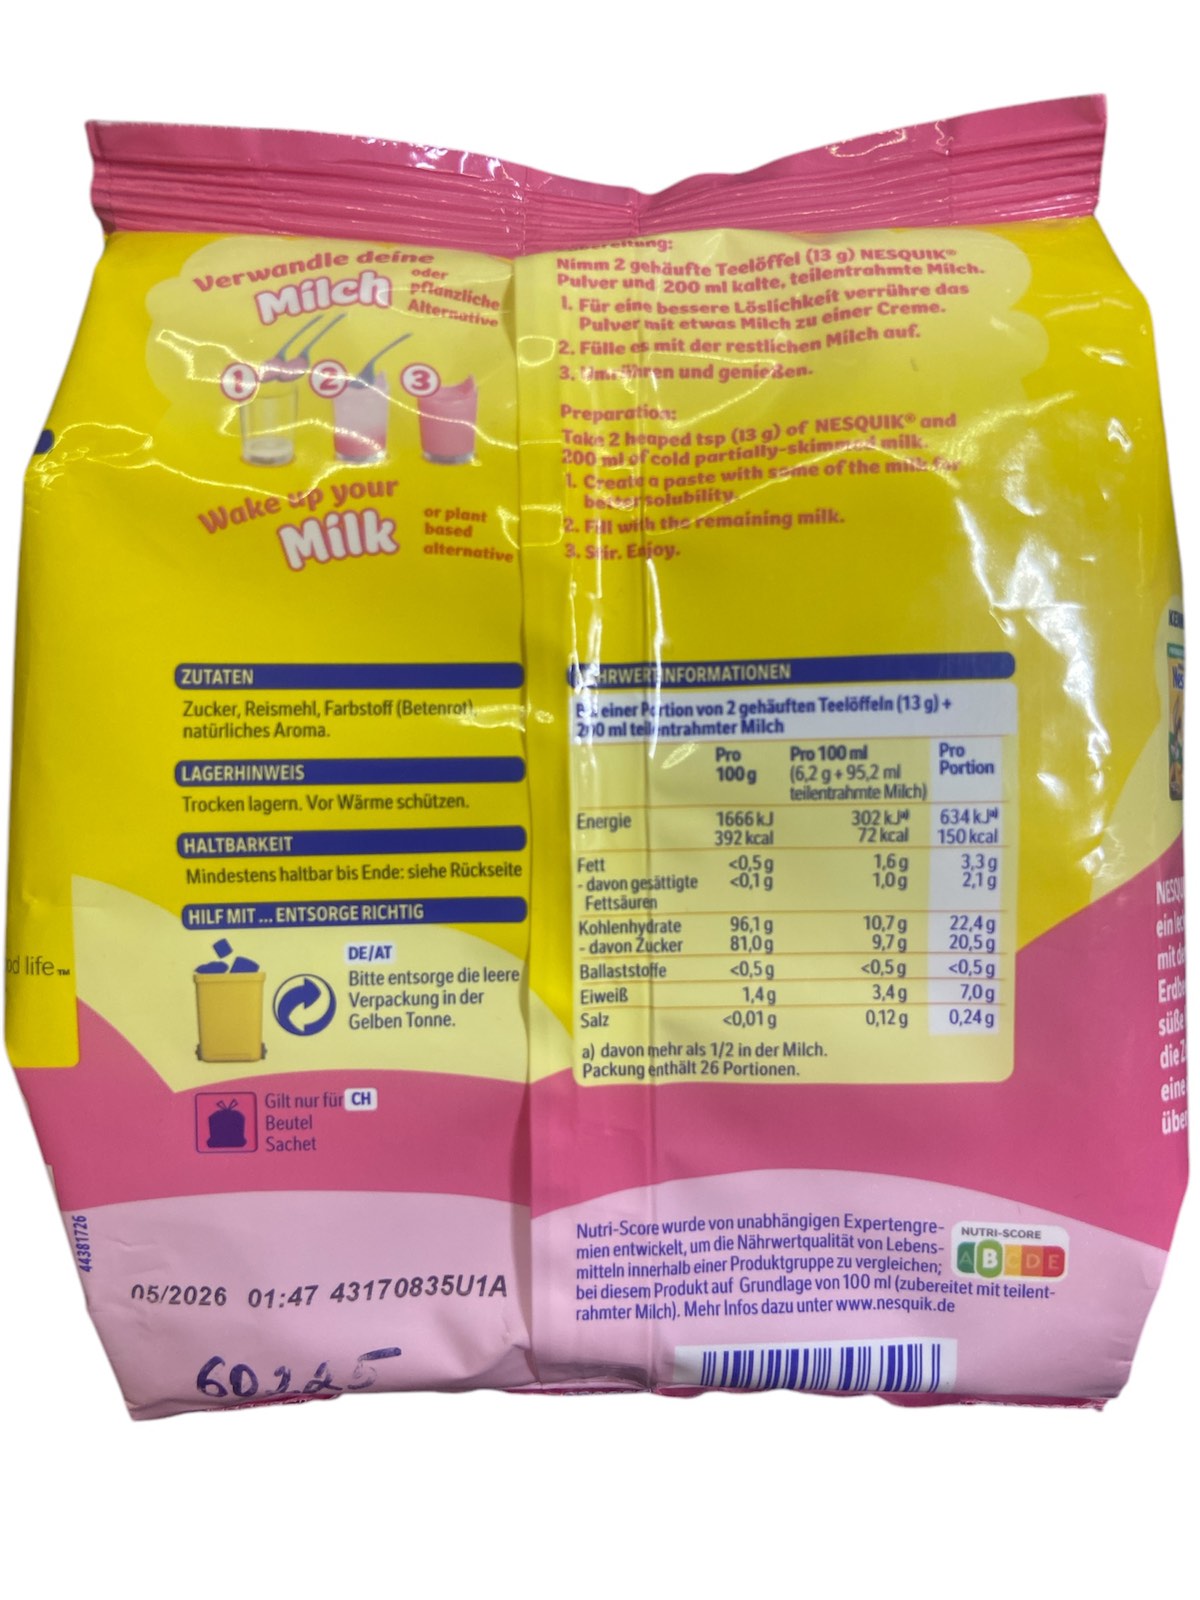 Verwandle deine
Milch
oder
pflanzliche
Alternative
1 2 3
Wake up your
Milk
or plant
based
alternative
Nimm 2 gehäufte Teelöffel (13 g) NESQUIK®
Pulver und 200 ml kalte, teilentrahmte Milch.
1. Für eine bessere Löslichkeit verrühre das
Pulver mit etwas Milch zu einer Creme.
2. Fülle es mit der restlichen Milch auf.
3. Umrühren und genießen.
Preparation:
Take 2 heaped tsp (13 g) of NESQUIK® and
200 ml of cold partially-skimmed milk.
1. Create a paste with some of the milk for
better solubility.
2. Fill with the remaining milk.
3. Stir. Enjoy.
ZUTATEN
Zucker, Reismehl, Farbstoff (Betenrot),
natürliches Aroma.
LAGERHINWEIS
Trocken lagern. Vor Wärme schützen.
HALTBARKEIT
Mindestens haltbar bis Ende: siehe Rückseite
HILF MIT ... ENTSORGE RICHTIG
DE/AT
Bitte entsorge die leere
Verpackung in der
Gelben Tonne.
Gilt nur für CH
Beutel
Sachet
NÄHRWERTINFORMATIONEN
einer Portion von 2 gehäuften Teelöffeln (13 g) +
200 ml teilentrahmter Milch
Pro 100 g Pro 100 ml (6,2 g + 95,2 ml teilentrahmte Milch) Pro Portion
Energie 1666 kJ 302 kJa) 634 kJa)
392 kcal 72 kcal 150 kcal
Fett <0,5 g 1,6 g 3,3 g
- davon gesättigte <0,1 g 1,0 g 2,1 g
Fettsäuren
Kohlenhydrate 96,1 g 10,7 g 22,4 g
- davon Zucker 81,0 g 9,7 g 20,5 g
Ballaststoffe <0,5 g <0,5 g <0,5 g
Eiweiß 1,4 g 3,4 g 7,0 g
Salz <0,01 g 0,12 g 0,24 g
a) davon mehr als 1/2 in der Milch.
Packung enthält 26 Portionen.
life™
44381726
05/2026 01:47 43170835U1A
Nutri-Score wurde von unabhängigen Expertengre-
mien entwickelt, um die Nährwertqualität von Lebens-
mitteln innerhalb einer Produktgruppe zu vergleichen;
bei diesem Produkt auf Grundlage von 100 ml (zubereitet mit teilent-
rahmter Milch). Mehr Infos dazu unter www.nesquik.de
NUTRI-SCORE
A B C D E